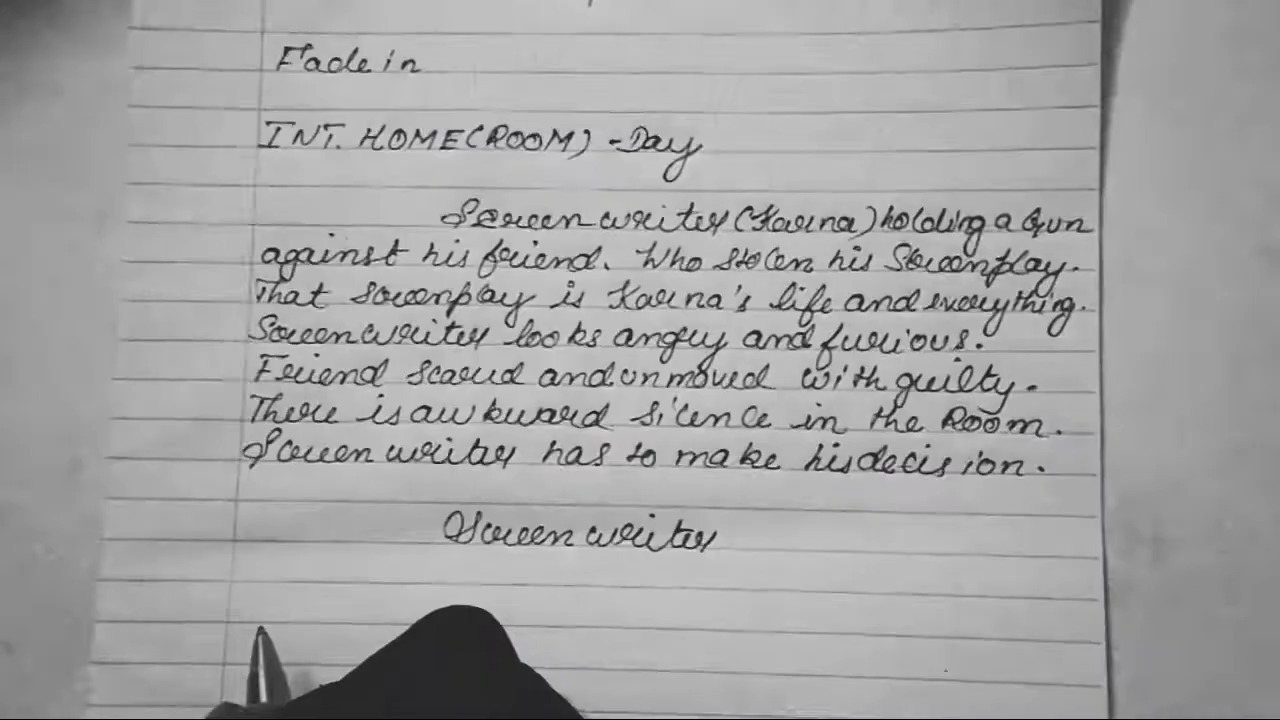 Fade in
INT. HOME(ROOM) - Day
Screenwriter (Karna) holding a Gun
against his friend. Who stolen his Screenplay.
That screenplay is Karna's life and everything.
Screenwriter looks angry and furious.
Friend scared and unmoved with guilty.
There is awkward silence in the Room.
Screenwriter has to make his decision.
Screenwriter